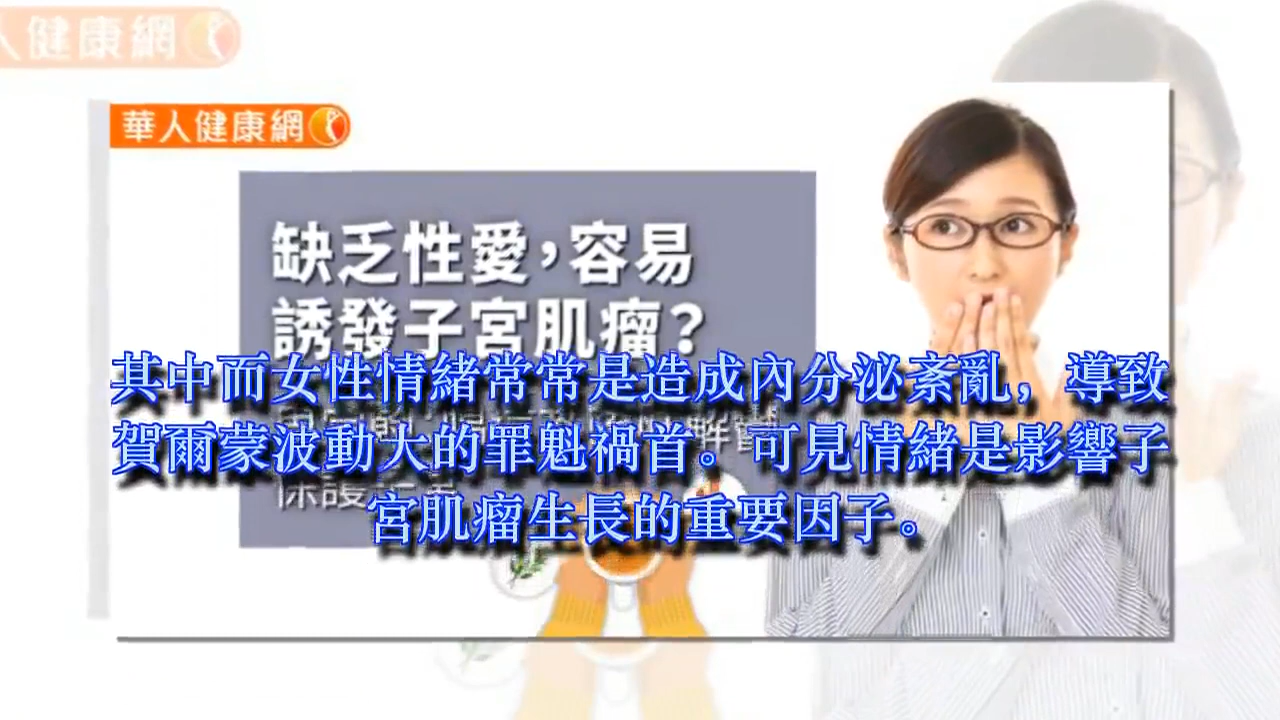 人健康網
華人健康網
缺乏性愛，容易
誘發子宮肌瘤？
其中而女性情緒常常是造成內分泌紊亂，導致
賀爾蒙波動大的罪魁禍首。可見情緒是影響子
保護
宮肌瘤生長的重要因子。